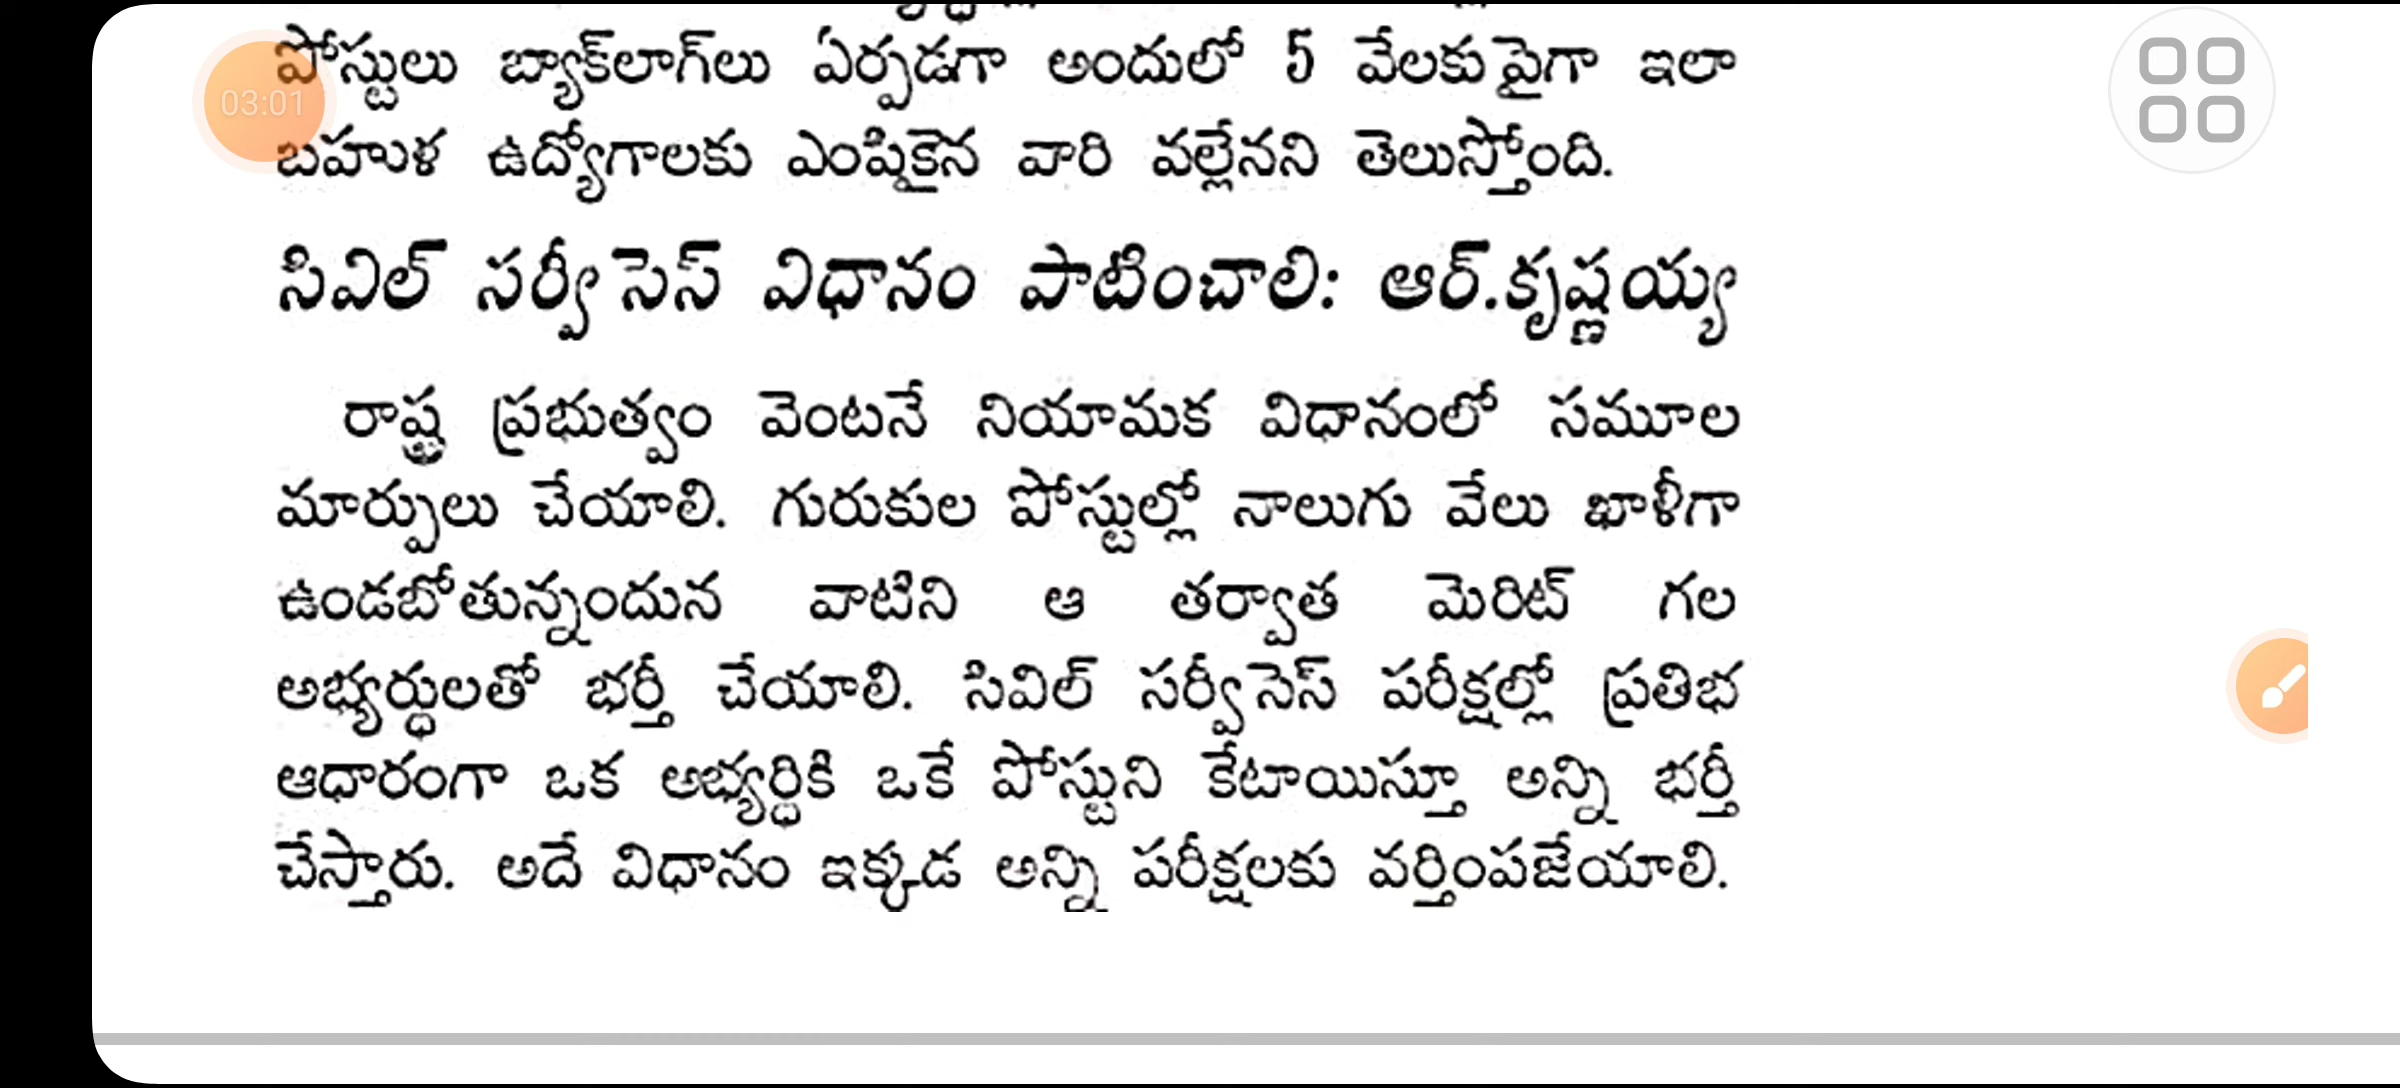 పోస్టులు బ్యాక్‌లాగ్‌లు ఏర్పడగా అందులో 5 వేలకుపైగా ఇలా
03:01
బహుళ ఉద్యోగాలకు ఎంపికైన వారి వల్లేనని తెలుస్తోంది.
సివిల్ సర్వీసెస్ విధానం పాటించాలి: ఆర్.కృష్ణయ్య
రాష్ట్ర ప్రభుత్వం వెంటనే నియామక విధానంలో సమూల
మార్పులు చేయాలి. గురుకుల పోస్టుల్లో నాలుగు వేలు ఖాళీగా
ఉండబోతున్నందున వాటిని ఆ తర్వాత మెరిట్ గల
అభ్యర్థులతో భర్తీ చేయాలి. సివిల్ సర్వీసెస్ పరీక్షల్లో ప్రతిభ
ఆధారంగా ఒక అభ్యర్థికి ఒకే పోస్టుని కేటాయిస్తూ అన్ని భర్తీ
చేస్తారు. అదే విధానం ఇక్కడ అన్ని పరీక్షలకు వర్తింపజేయాలి.